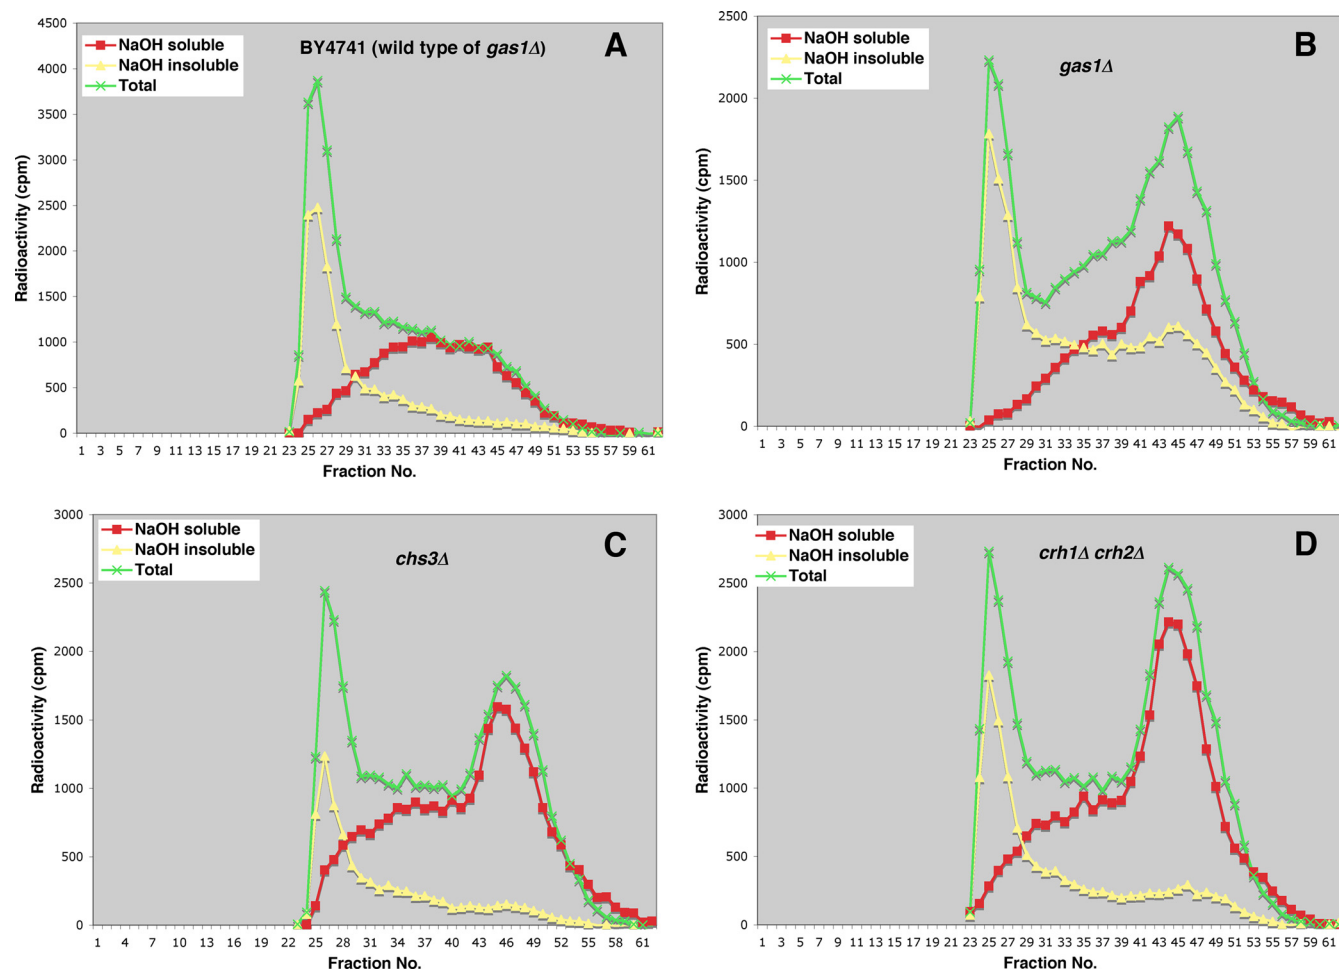 4500
4000
3500
3000
2500
2000
1500
1000
500
0
Radioactivity (cpm)
NaOH soluble
NaOH insoluble
Total
BY4741 (wild type of gas1Δ)
A
1 3 5 7 9 11 13 15 17 19 21 23 25 27 29 31 33 35 37 39 41 43 45 47 49 51 53 55 57 59 61
Fraction No.
2500
2000
1500
1000
500
0
Radioactivity (cpm)
NaOH soluble
NaOH insoluble
Total
gas1Δ
B
1 3 5 7 9 11 13 15 17 19 21 23 25 27 29 31 33 35 37 39 41 43 45 47 49 51 53 55 57 59 61
Fraction No.
3000
2500
2000
1500
1000
500
0
Radioactivity (cpm)
NaOH soluble
NaOH insoluble
Total
chs3Δ
C
1 4 7 10 13 16 19 22 25 28 31 34 37 40 43 46 49 52 55 58 61
Fraction No.
3000
2500
2000
1500
1000
500
0
Radioactivity (cpm)
NaOH soluble
NaOH insoluble
Total
crh1Δ crh2Δ
D
1 3 5 7 9 11 13 15 17 19 21 23 25 27 29 31 33 35 37 39 41 43 45 47 49 51 53 55 57 59 61
Fraction No.